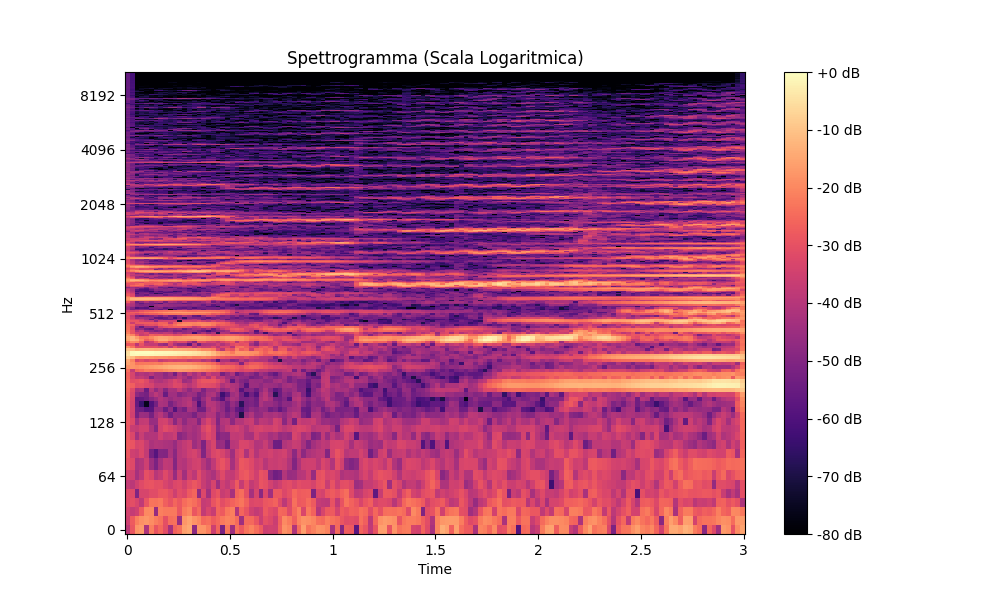 Spettrogramma (Scala Logaritmica)
Hz
8192
4096
2048
1024
512
256
128
64
0
0
0.5
1
1.5
2
2.5
3
Time
+0 dB
-10 dB
-20 dB
-30 dB
-40 dB
-50 dB
-60 dB
-70 dB
-80 dB